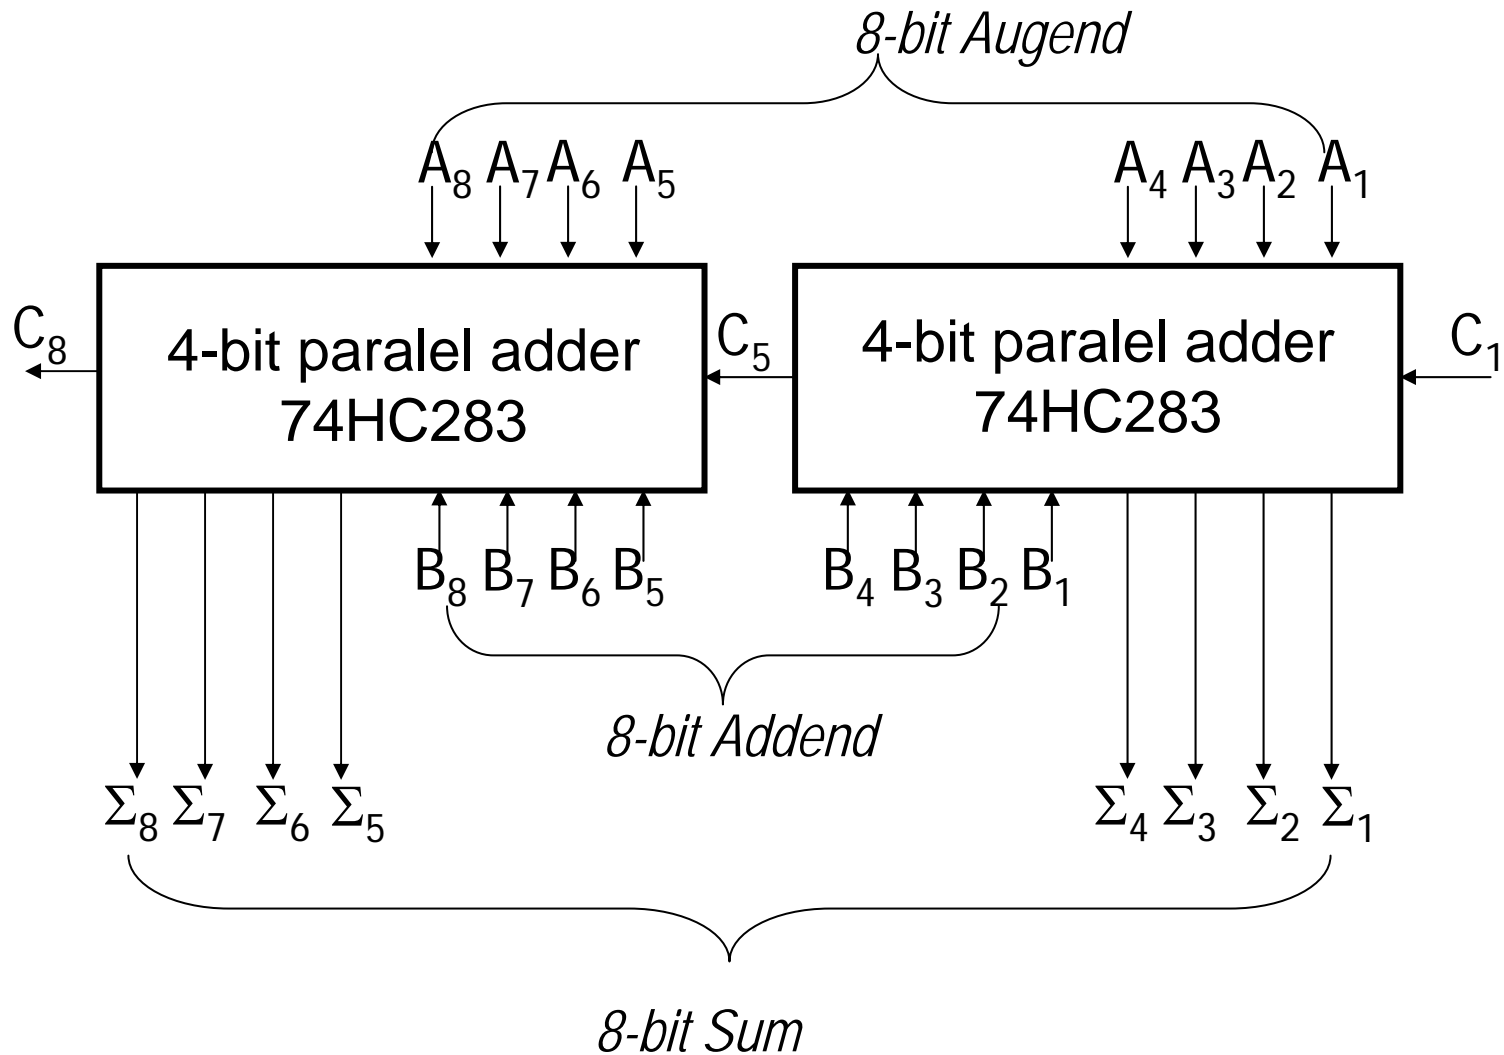 8-bit Augend
A8 A7 A6 A5 A4 A3 A2 A1
C8 4-bit paralel adder C5 4-bit paralel adder C1
74HC283 74HC283
B8 B7 B6 B5 B4 B3 B2 B1
8-bit Addend
Σ8 Σ7 Σ6 Σ5 Σ4 Σ3 Σ2 Σ1
8-bit Sum